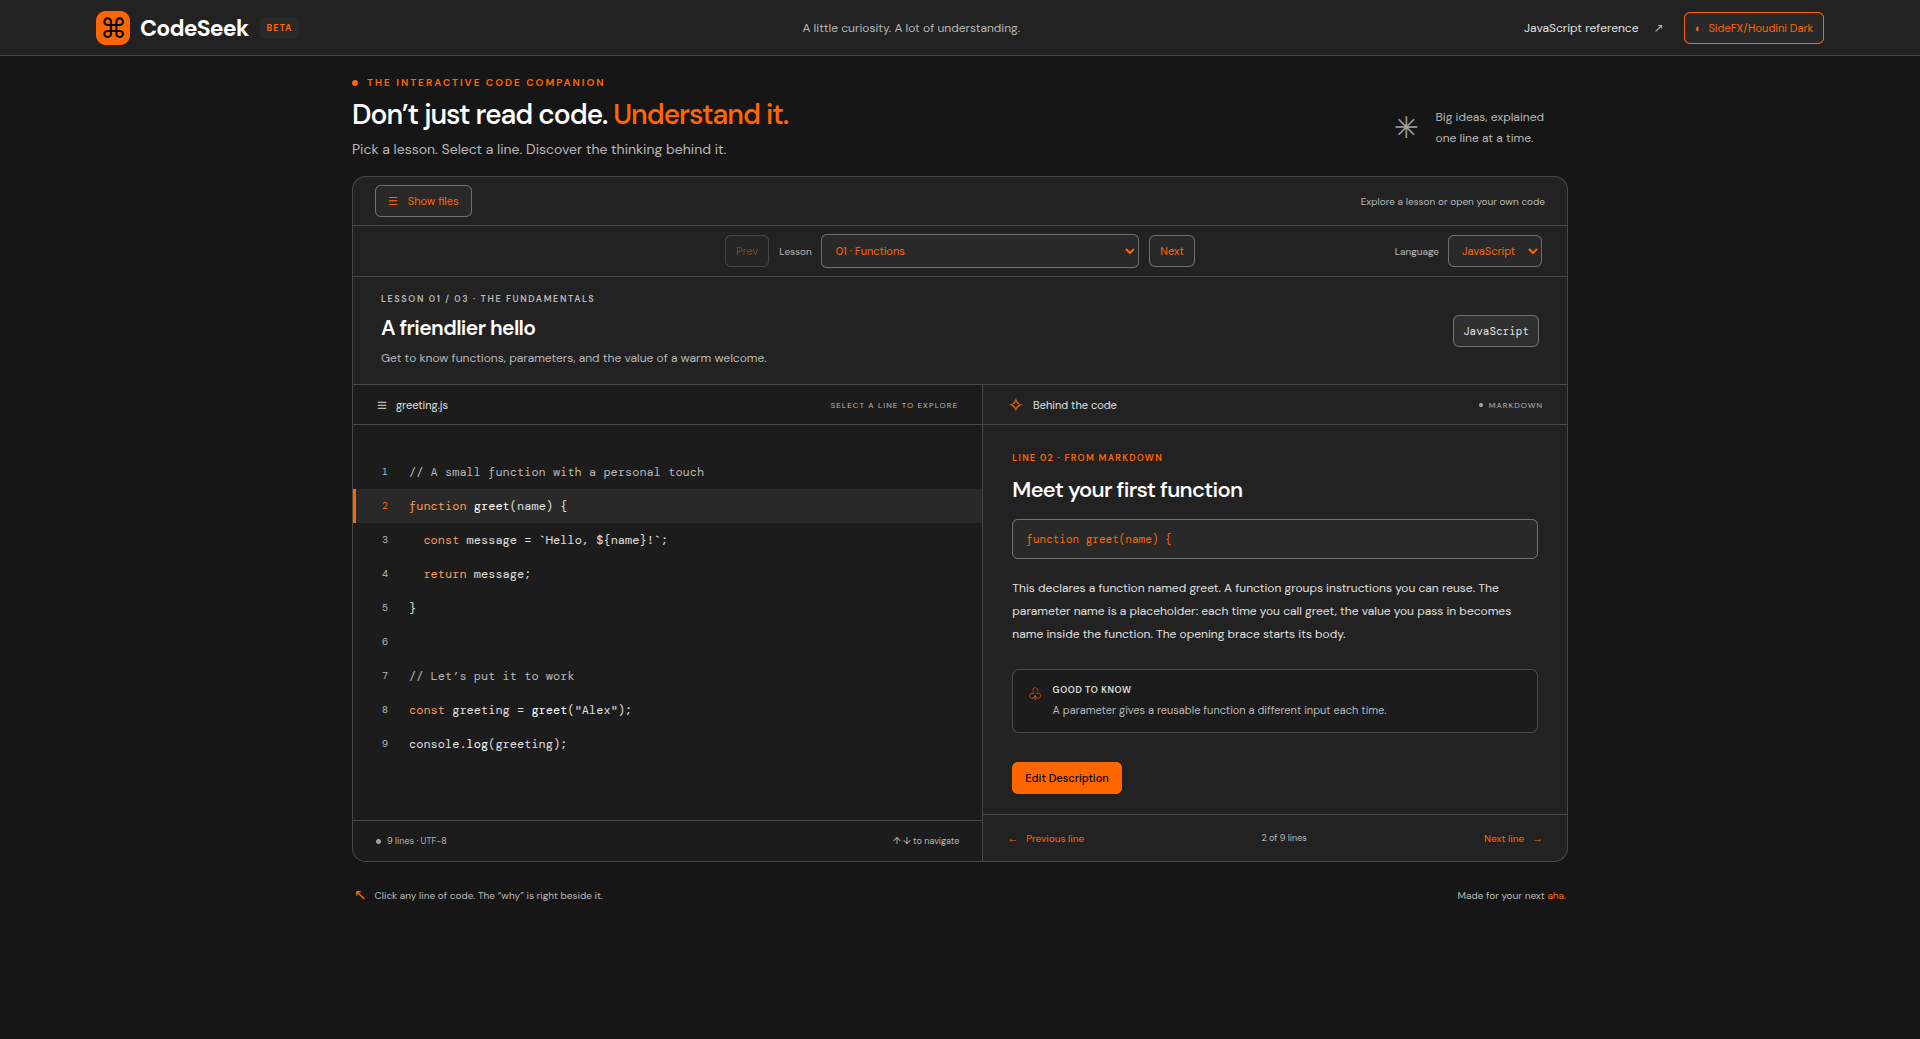 ⌘ CodeSeek BETA
A little curiosity. A lot of understanding.
JavaScript reference ↗
SideFX/Houdini Dark
THE INTERACTIVE CODE COMPANION
Don’t just read code. Understand it.
Pick a lesson. Select a line. Discover the thinking behind it.
Big ideas, explained
one line at a time.
☰ Show files
Explore a lesson or open your own code
Prev
Lesson
01 · Functions
Next
Language
JavaScript
LESSON 01 / 03 · THE FUNDAMENTALS
A friendlier hello
Get to know functions, parameters, and the value of a warm welcome.
JavaScript
☰ greeting.js
SELECT A LINE TO EXPLORE
1 // A small function with a personal touch
2 function greet(name) {
3 const message = `Hello, ${name}!`;
4 return message;
5 }
6
7 // Let’s put it to work
8 const greeting = greet("Alex");
9 console.log(greeting);
9 lines · UTF-8
↑ ↓ to navigate
Behind the code
MARKDOWN
LINE 02 · FROM MARKDOWN
Meet your first function
function greet(name) {
This declares a function named greet. A function groups instructions you can reuse. The
parameter name is a placeholder: each time you call greet, the value you pass in becomes
name inside the function. The opening brace starts its body.
GOOD TO KNOW
A parameter gives a reusable function a different input each time.
Edit Description
← Previous line
2 of 9 lines
Next line →
↖ Click any line of code. The “why” is right beside it.
Made for your next aha.